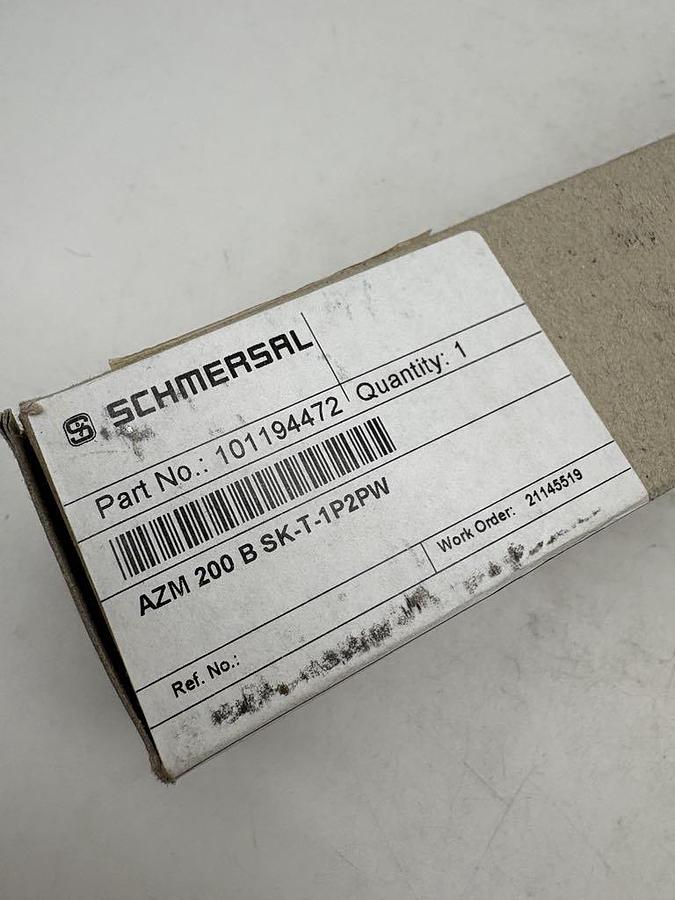 SCHMERSAL
Part No.: 101194472 Quantity: 1
AZM 200 B SK-T-1P2PW
Work Order: 21145519
Ref. No.: